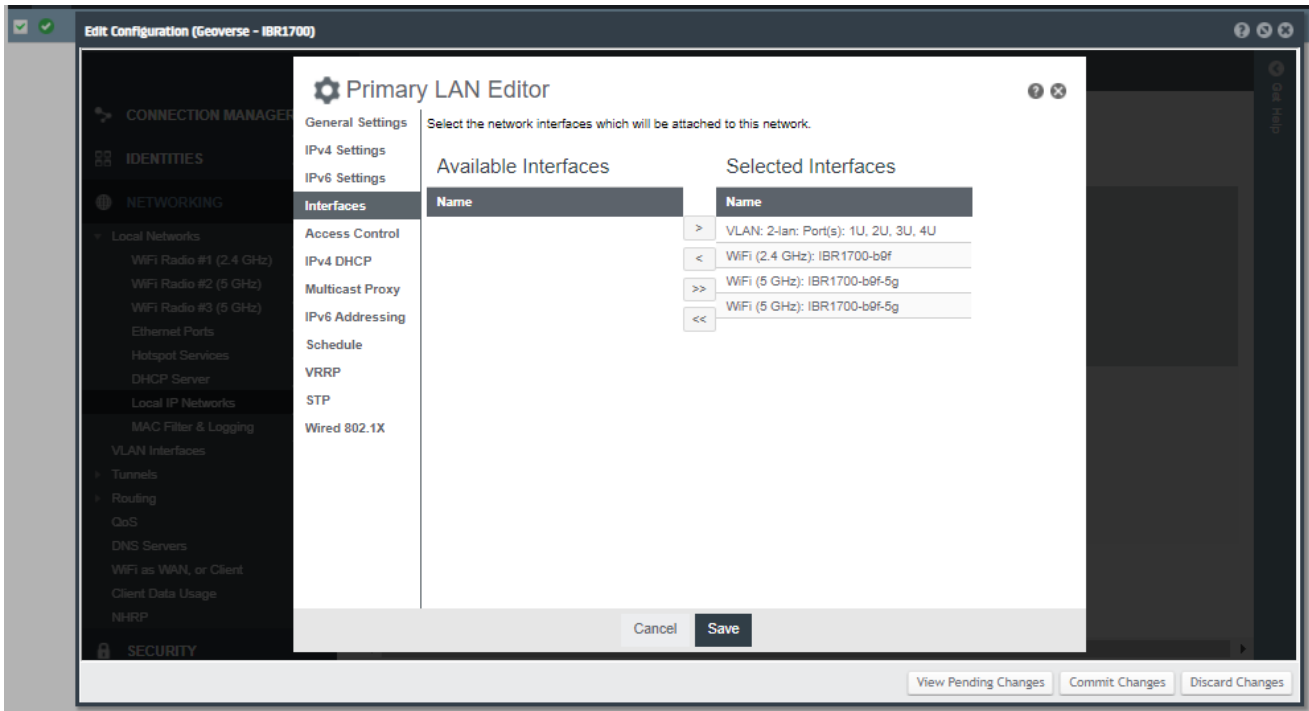 Edit Configuration (Geoverse – IBR1700)
Get Help
CONNECTION MANAGER
IDENTITIES
NETWORKING
Local Networks
WiFi Radio #1 (2.4 GHz)
WiFi Radio #2 (5 GHz)
WiFi Radio #3 (5 GHz)
Ethernet Ports
Hotspot Services
DHCP Server
Local IP Networks
MAC Filter & Logging
VLAN Interfaces
Tunnels
Routing
QoS
DNS Servers
WiFi as WAN, or Client
Client Data Usage
NHRP
SECURITY
Primary LAN Editor
General Settings
IPv4 Settings
IPv6 Settings
Interfaces
Access Control
IPv4 DHCP
Multicast Proxy
IPv6 Addressing
Schedule
VRRP
STP
Wired 802.1X
Select the network interfaces which will be attached to this network.
Available Interfaces
Name
>
<
>>
<<
Selected Interfaces
Name
VLAN: 2-lan: Port(s): 1U, 2U, 3U, 4U
WiFi (2.4 GHz): IBR1700-b9f
WiFi (5 GHz): IBR1700-b9f-5g
WiFi (5 GHz): IBR1700-b9f-5g
Cancel Save
View Pending Changes Commit Changes Discard Changes